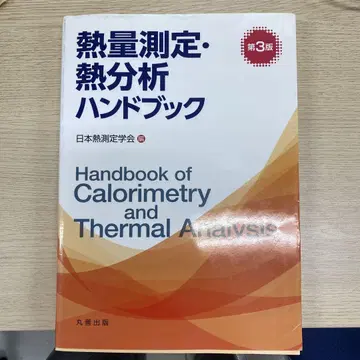 熱量測定・
熱分析
ハンドブック
第3版
日本熱測定学会 編
Handbook of
Calorimetry
and
Thermal Analysis
丸善出版